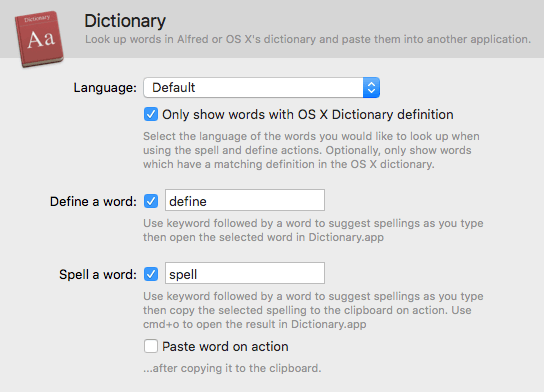 Dictionary
Aa
Dictionary
Look up words in Alfred or OS X's dictionary and paste them into another application.
Language: Default
Only show words with OS X Dictionary definition
Select the language of the words you would like to look up when
using the spell and define actions. Optionally, only show words
which have a matching definition in the OS X dictionary.
Define a word: define
Use keyword followed by a word to suggest spellings as you type
then open the selected word in Dictionary.app
Spell a word: spell
Use keyword followed by a word to suggest spellings as you type
then copy the selected spelling to the clipboard on action. Use
cmd+o to open the result in Dictionary.app
Paste word on action
...after copying it to the clipboard.